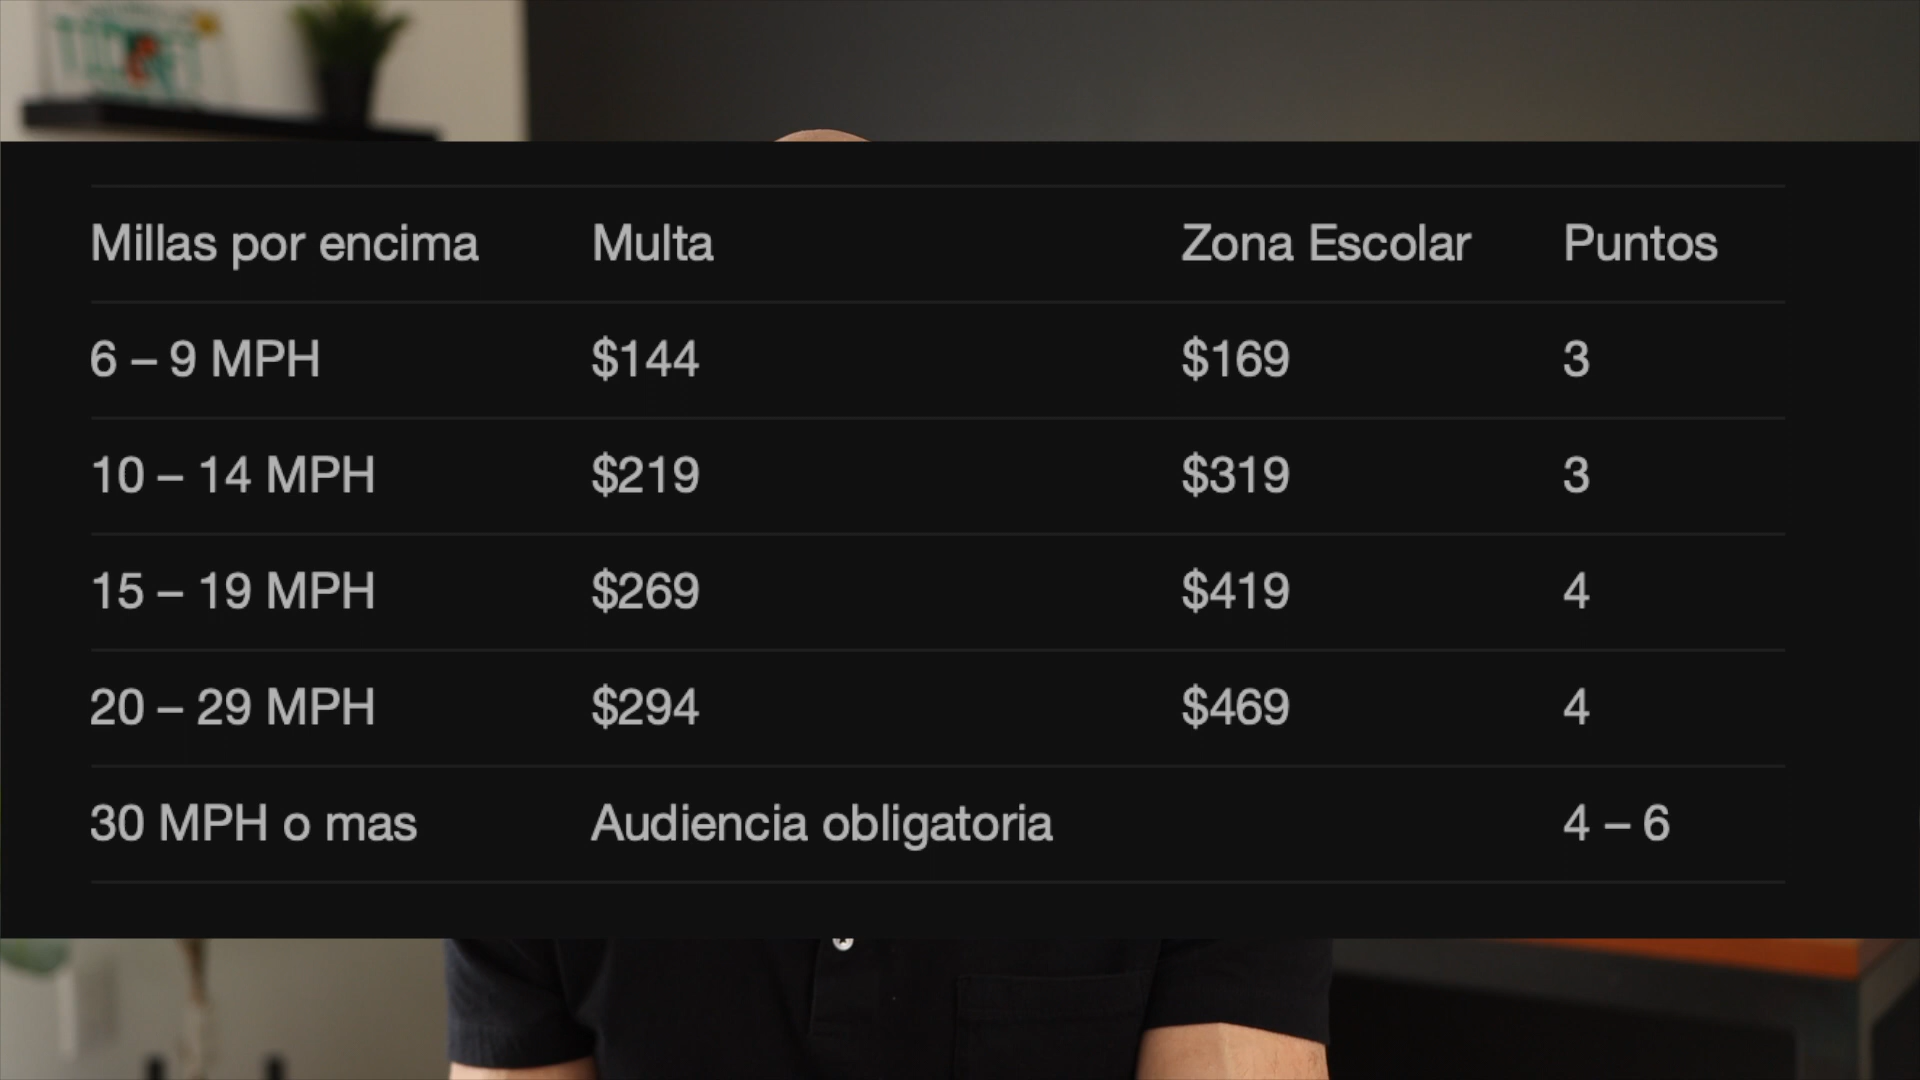 TICKET
Millas por encima Multa Zona Escolar Puntos
6 – 9 MPH $144 $169 3
10 – 14 MPH $219 $319 3
15 – 19 MPH $269 $419 4
20 – 29 MPH $294 $469 4
30 MPH o mas Audiencia obligatoria 4 – 6